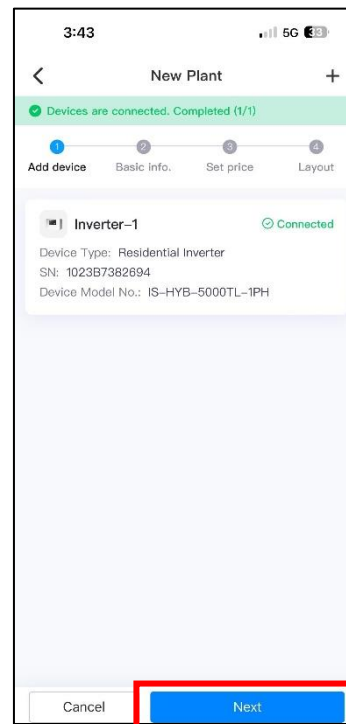 3:43 5G 33
New Plant +
Devices are connected. Completed (1/1)
1 2 3 4
Add device Basic info. Set price Layout
Inverter-1 Connected
Device Type: Residential Inverter
SN: 1023B7382694
Device Model No.: IS-HYB-5000TL-1PH
Cancel Next